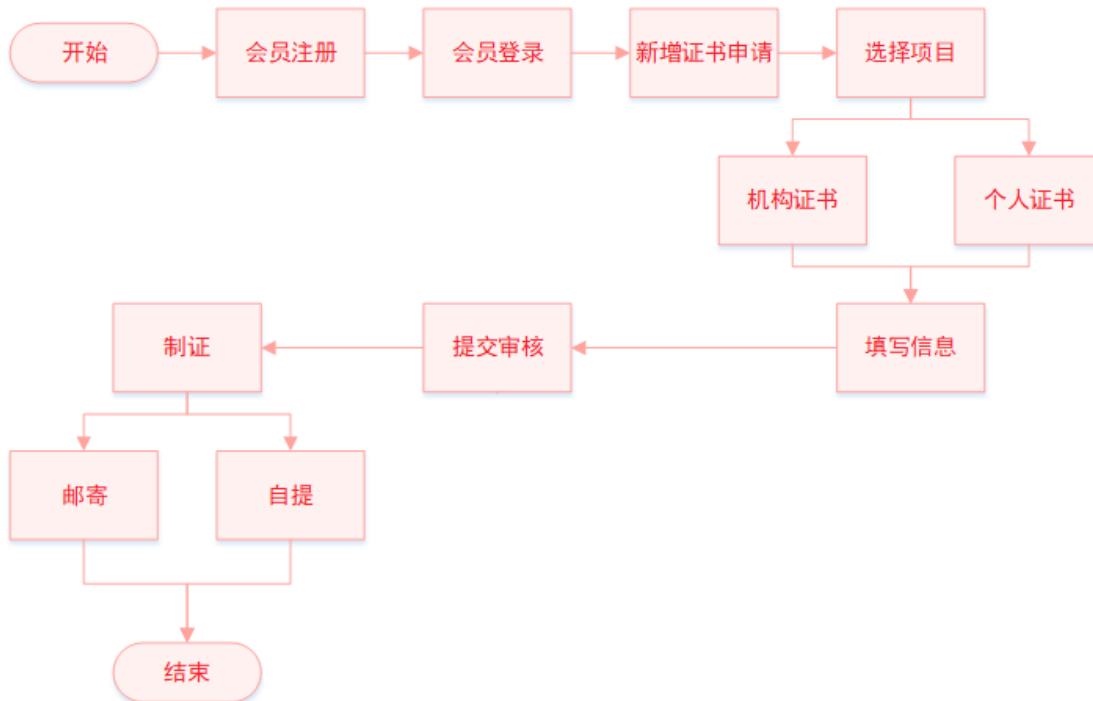 开始
会员注册
会员登录
新增证书申请
选择项目
机构证书
个人证书
填写信息
提交审核
制证
邮寄
自提
结束